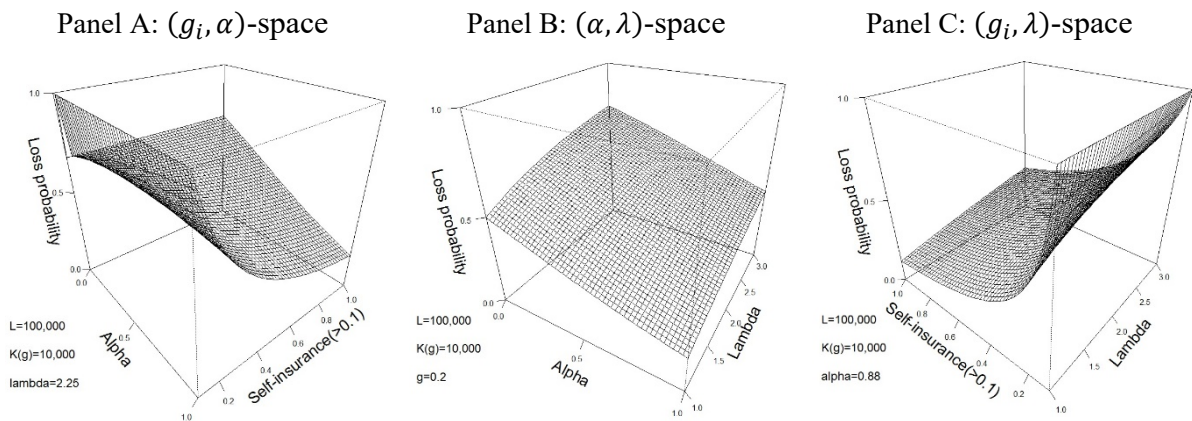 Panel A: (gᵢ, α)-space
Panel B: (α, λ)-space
Panel C: (gᵢ, λ)-space
1.0
Loss probability
0.5
0.0
0.0
Alpha
0.5
1.0
0.2
0.4
0.6
0.8
1.0
Self-insurance(>0.1)
L=100,000
K(g)=10,000
lambda=2.25
1.0
Loss probability
0.5
0.0
0.0
0.5
Alpha
1.0
1.0
1.5
2.0
2.5
3.0
Lambda
L=100,000
K(g)=10,000
g=0.2
1.0
Loss probability
0.5
0.0
1.0
0.8
0.6
0.4
0.2
Self-insurance(>0.1)
1.0
1.5
2.0
2.5
3.0
Lambda
L=100,000
K(g)=10,000
alpha=0.88